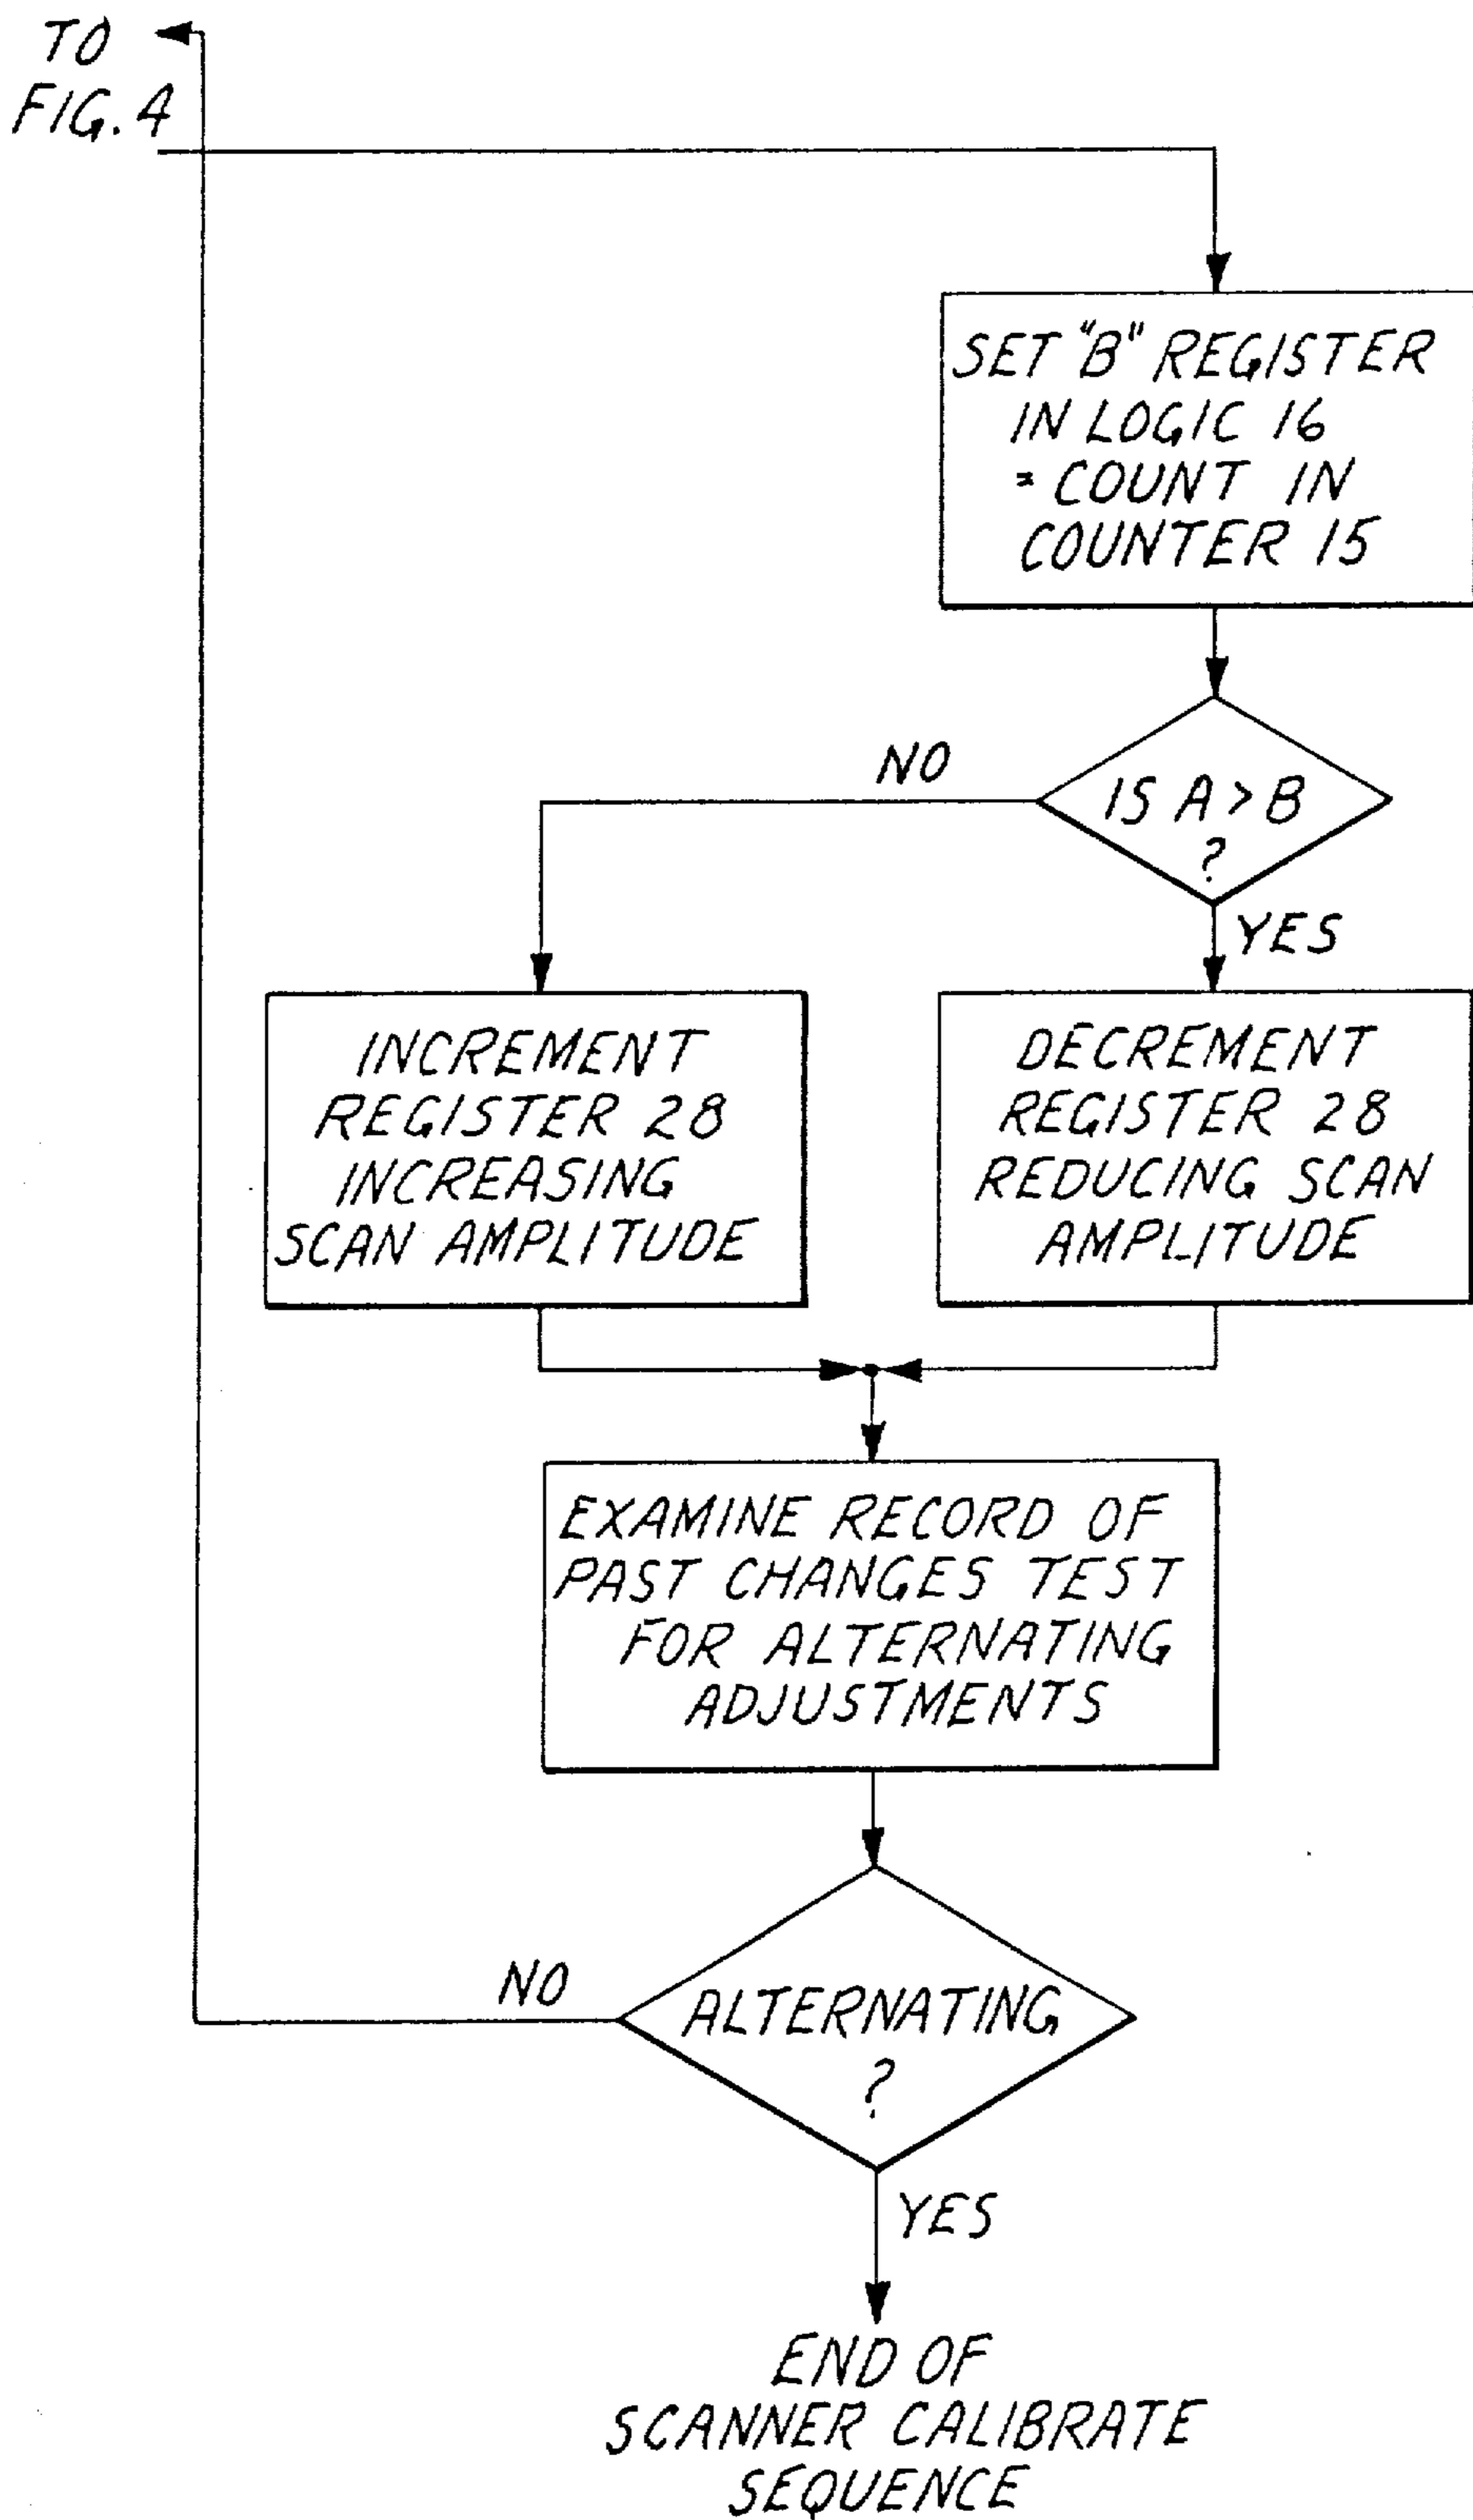 TO
FIG. 4
SET "B" REGISTER
IN LOGIC 16
= COUNT IN
COUNTER 15
NO
IS A > B
?
YES
INCREMENT
REGISTER 28
INCREASING
SCAN AMPLITUDE
DECREMENT
REGISTER 28
REDUCING SCAN
AMPLITUDE
EXAMINE RECORD OF
PAST CHANGES TEST
FOR ALTERNATING
ADJUSTMENTS
NO
ALTERNATING
?
YES
END OF
SCANNER CALIBRATE
SEQUENCE